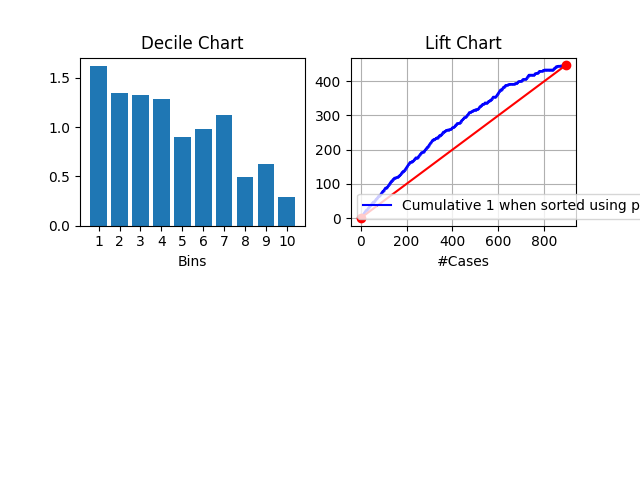 Decile Chart
1.5
1.0
0.5
0.0
1 2 3 4 5 6 7 8 9 10
Bins
Lift Chart
400
300
200
100
0
Cumulative 1 when sorted using p
0 200 400 600 800
#Cases